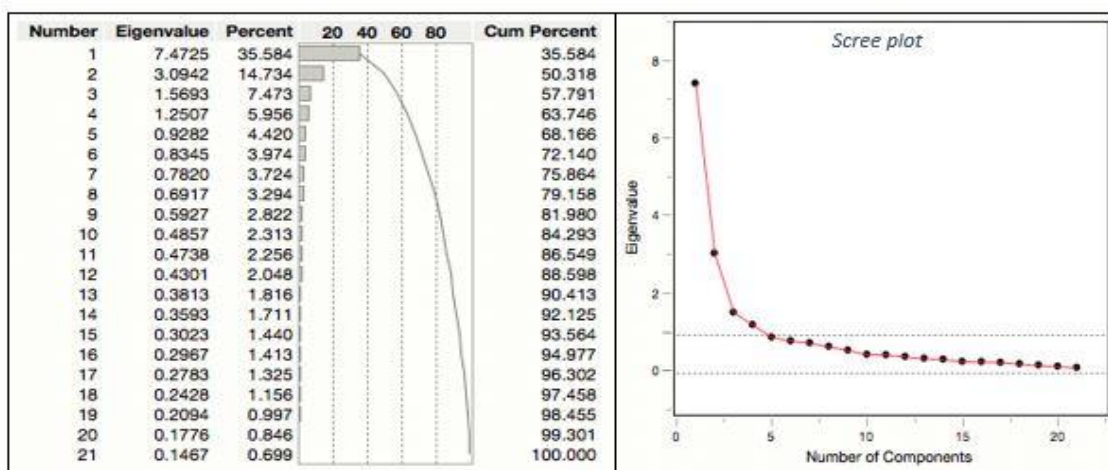 Number Eigenvalue Percent 20 40 60 80 Cum Percent
1 7.4725 35.584 35.584
2 3.0942 14.734 50.318
3 1.5693 7.473 57.791
4 1.2507 5.956 63.746
5 0.9282 4.420 68.166
6 0.8345 3.974 72.140
7 0.7820 3.724 75.864
8 0.6917 3.294 79.158
9 0.5927 2.822 81.980
10 0.4857 2.313 84.293
11 0.4738 2.256 86.549
12 0.4301 2.048 88.598
13 0.3813 1.816 90.413
14 0.3593 1.711 92.125
15 0.3023 1.440 93.564
16 0.2967 1.413 94.977
17 0.2783 1.325 96.302
18 0.2428 1.156 97.458
19 0.2094 0.997 98.455
20 0.1776 0.846 99.301
21 0.1467 0.699 100.000
Scree plot
8
6
4
2
0
Eigenvalue
0 5 10 15 20
Number of Components